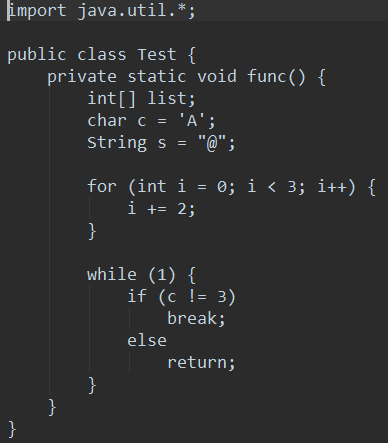 import java.util.*;

public class Test {
    private static void func() {
        int[] list;
        char c = 'A';
        String s = "@";

        for (int i = 0; i < 3; i++) {
            i += 2;
        }

        while (1) {
            if (c != 3)
                break;
            else
                return;
        }
    }
}